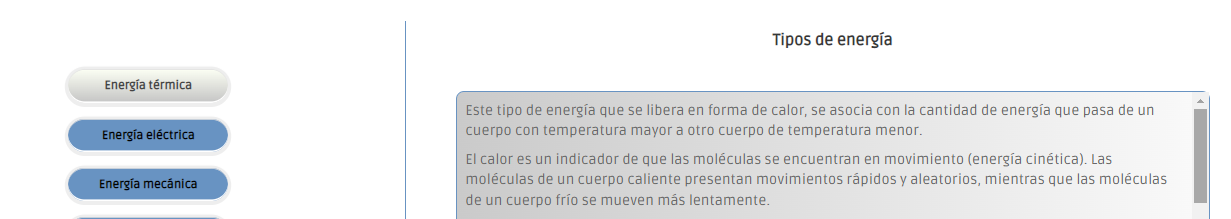 Tipos de energía
Energía térmica
Energía eléctrica
Energía mecánica
Este tipo de energía que se libera en forma de calor, se asocia con la cantidad de energía que pasa de un
cuerpo con temperatura mayor a otro cuerpo de temperatura menor.
El calor es un indicador de que las moléculas se encuentran en movimiento (energía cinética). Las
moléculas de un cuerpo caliente presentan movimientos rápidos y aleatorios, mientras que las moléculas
de un cuerpo frío se mueven más lentamente.